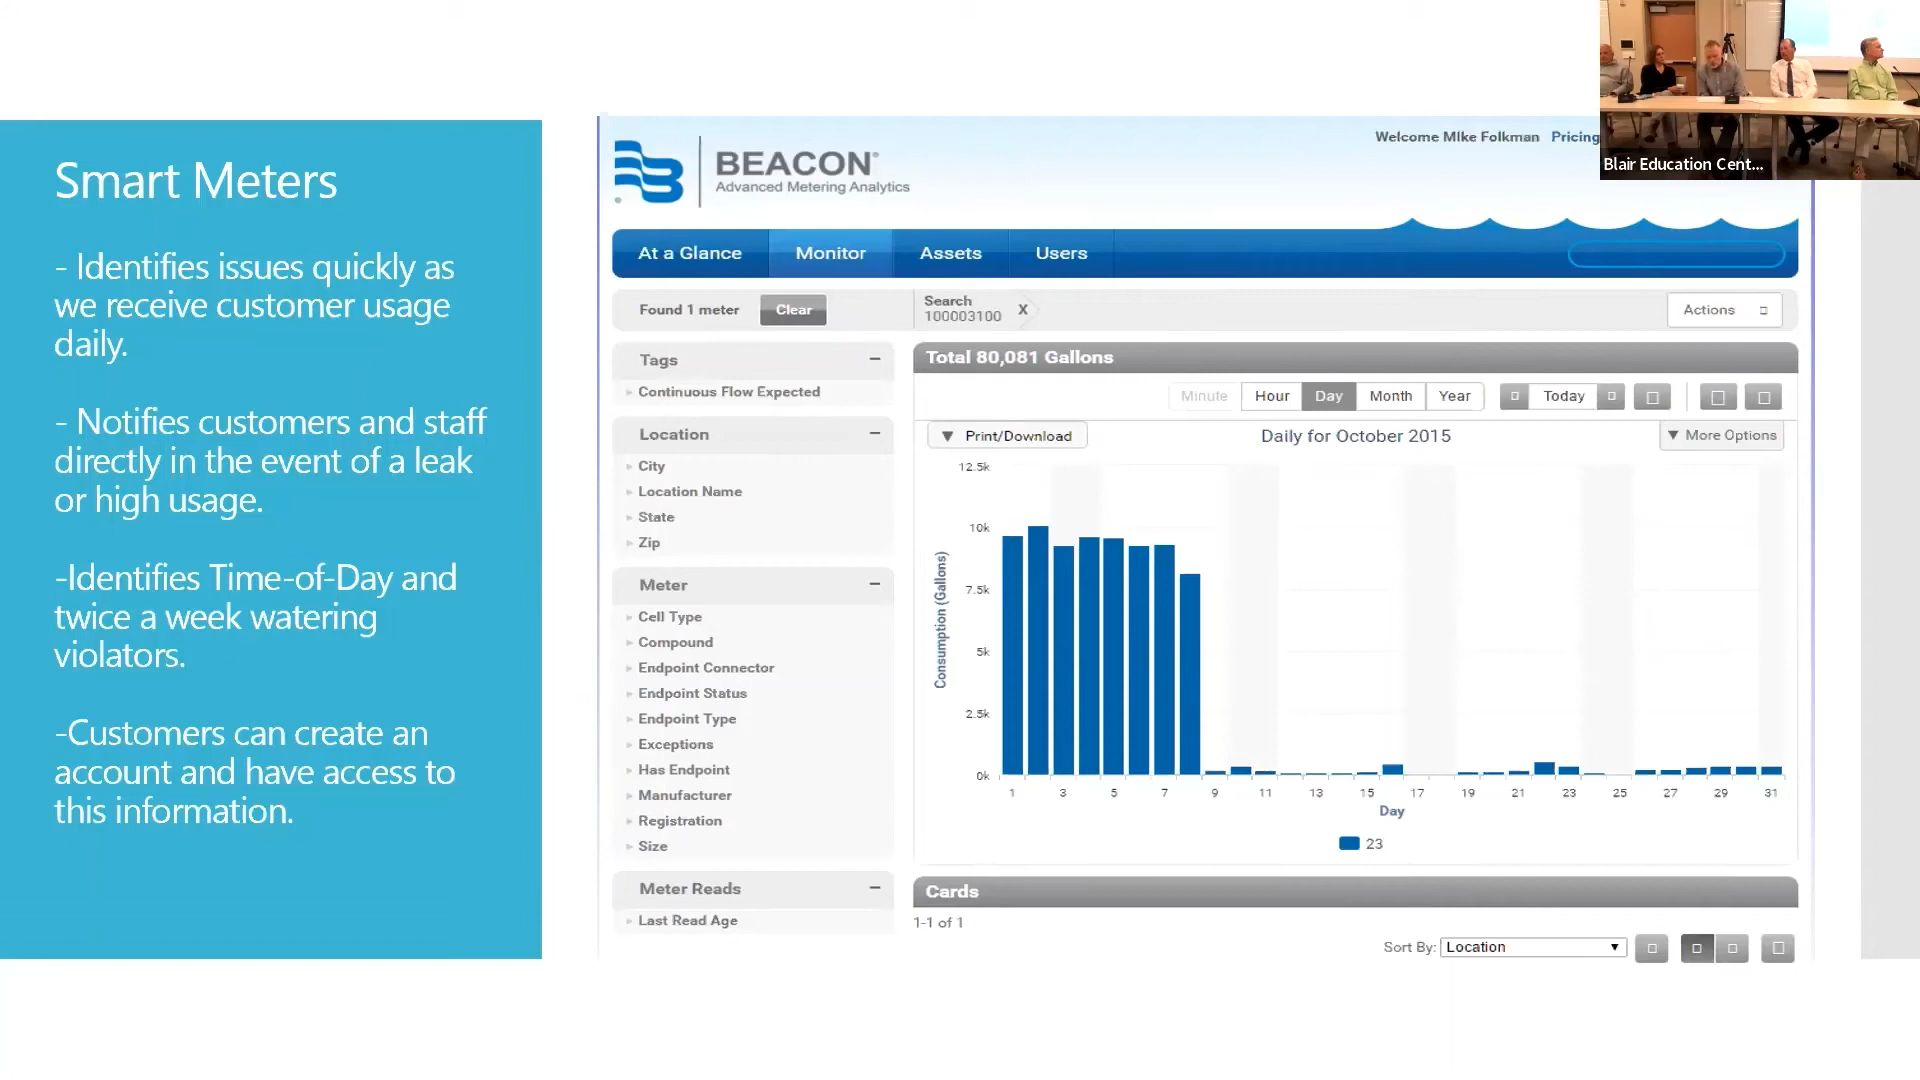 Smart Meters
- Identifies issues quickly as
we receive customer usage
daily.
- Notifies customers and staff
directly in the event of a leak
or high usage.
-Identifies Time-of-Day and
twice a week watering
violators.
-Customers can create an
account and have access to
this information.
BEACON®
Advanced Metering Analytics
Welcome MIke Folkman Pricing
Blair Education Cent...
At a Glance Monitor Assets Users
Found 1 meter Clear
Search
100003100 X
Actions
Tags
Continuous Flow Expected
Location
City
Location Name
State
Zip
Meter
Cell Type
Compound
Endpoint Connector
Endpoint Status
Endpoint Type
Exceptions
Has Endpoint
Manufacturer
Registration
Size
Meter Reads
Last Read Age
Total 80,081 Gallons
Minute Hour Day Month Year Today
Print/Download
Daily for October 2015
More Options
Consumption (Gallons)
12.5k
10k
7.5k
5k
2.5k
0k
1 3 5 7 9 11 13 15 17 19 21 23 25 27 29 31
Day
23
Cards
1-1 of 1
Sort By: Location